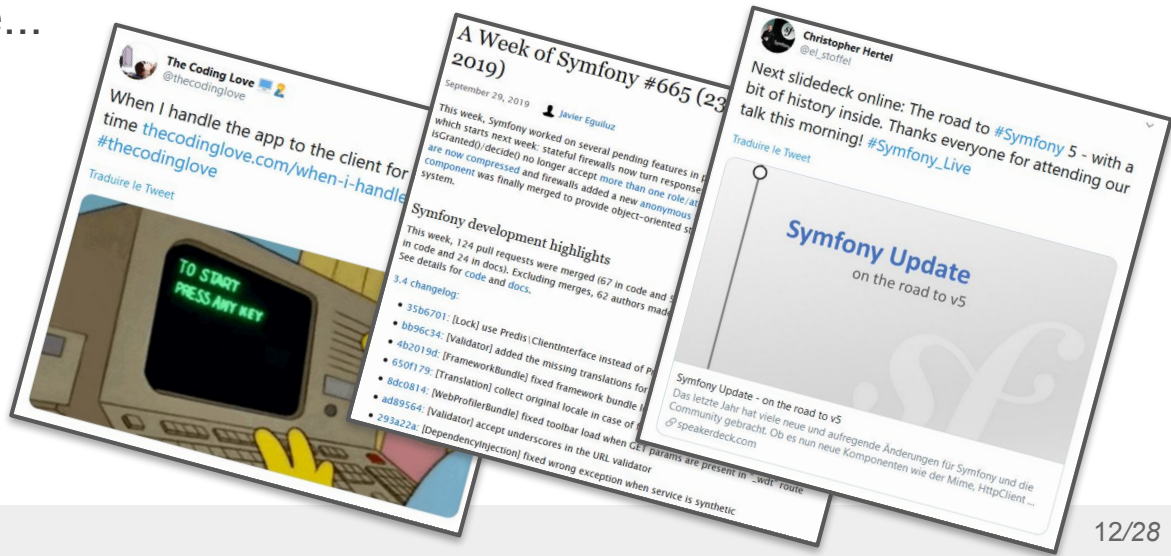 e...
The Coding Love
@thecodinglove
When I handle the app to the client for
time thecodinglove.com/when-i-handle
#thecodinglove
Traduire le Tweet
TO START
PRESS ANY KEY
A Week of Symfony #665 (23
2019)
September 29, 2019 Javier Eguiluz
This week, Symfony worked on several pending features in
which starts next week: stateful firewalls now turn response
isGranted()/decide() no longer accept more than one role/at
are now compressed and firewalls added a new anonymous
component was finally merged to provide object-oriented st
system.
Symfony development highlights
This week, 124 pull requests were merged (67 in code and
in code and 24 in docs). Excluding merges, 62 authors made
See details for code and docs.
3.4 changelog:
• 35b6701: [Lock] use Predis\ClientInterface instead of
• bb96c34: [Validator] added the missing translations for
• 4b2019d: [FrameworkBundle] fixed framework bundle
• 650f179: [Translation] collect original locale in case of
• 8dc0814: [WebProfilerBundle] fixed toolbar load when GET params are present in "_wdt" route
• ad89564: [Validator] accept underscores in the URL validator
• 293a22a: [DependencyInjection] fixed wrong exception when service is synthetic
Christopher Hertel
@el_stoffel
Next slidedeck online: The road to #Symfony 5 - with a
bit of history inside. Thanks everyone for attending our
talk this morning! #Symfony_Live
Traduire le Tweet
Symfony Update
on the road to v5
Symfony Update - on the road to v5
Das letzte Jahr hat viele neue und aufregende Änderungen für Symfony und die
Community gebracht. Ob es nun neue Komponenten wie der Mime, HttpClient ...
speakerdeck.com
12/28